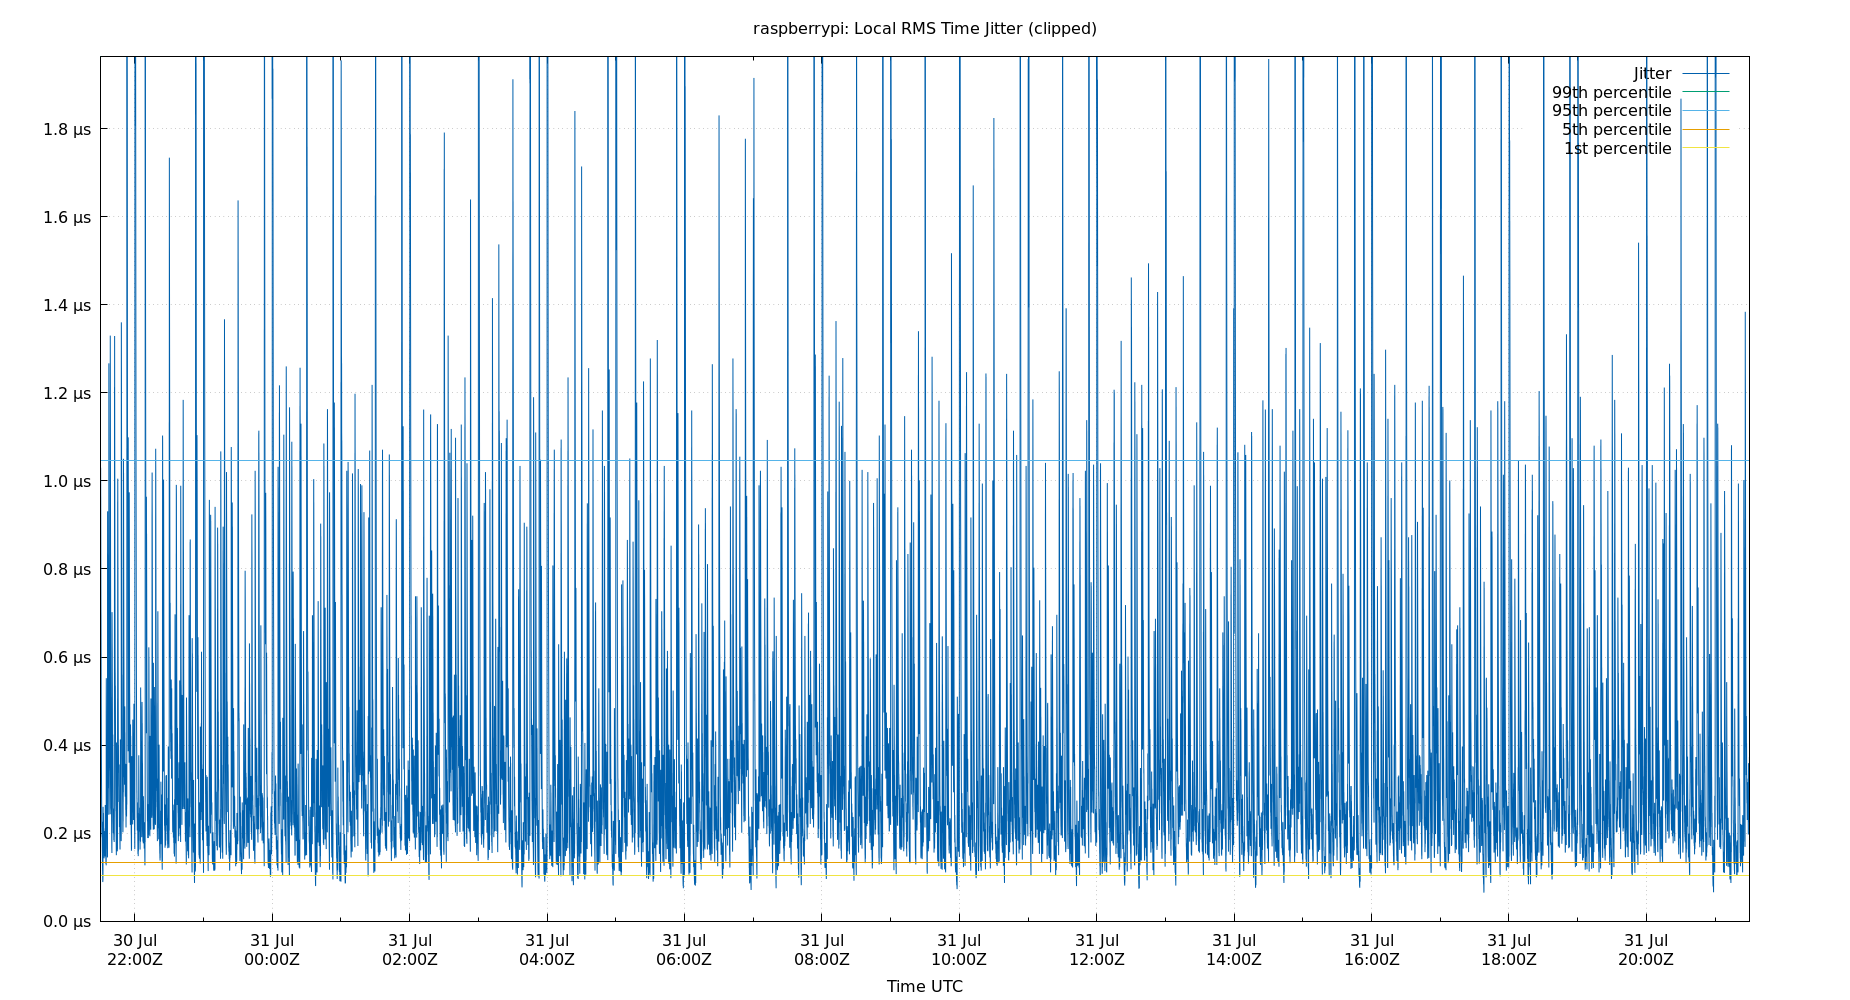 raspberrypi: Local RMS Time Jitter (clipped)
Jitter
99th percentile
95th percentile
5th percentile
1st percentile
1.8 µs
1.6 µs
1.4 µs
1.2 µs
1.0 µs
0.8 µs
0.6 µs
0.4 µs
0.2 µs
0.0 µs
30 Jul 31 Jul 31 Jul 31 Jul 31 Jul 31 Jul 31 Jul 31 Jul 31 Jul 31 Jul 31 Jul 31 Jul
22:00Z 00:00Z 02:00Z 04:00Z 06:00Z 08:00Z 10:00Z 12:00Z 14:00Z 16:00Z 18:00Z 20:00Z
Time UTC